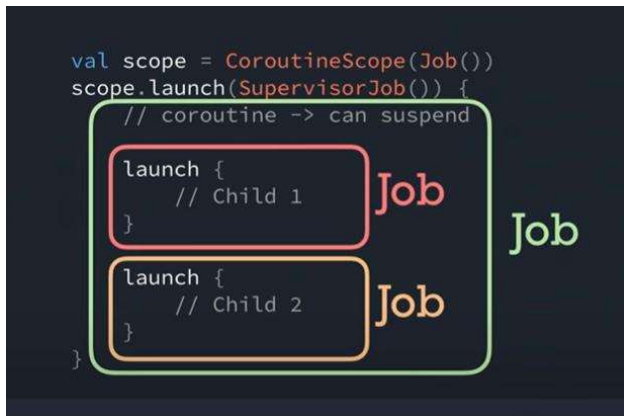 val scope = CoroutineScope(Job())
scope.launch(SupervisorJob()) {
// coroutine -> can suspend
launch {
// Child 1
}
Job
Job
launch {
// Child 2
}
Job
}